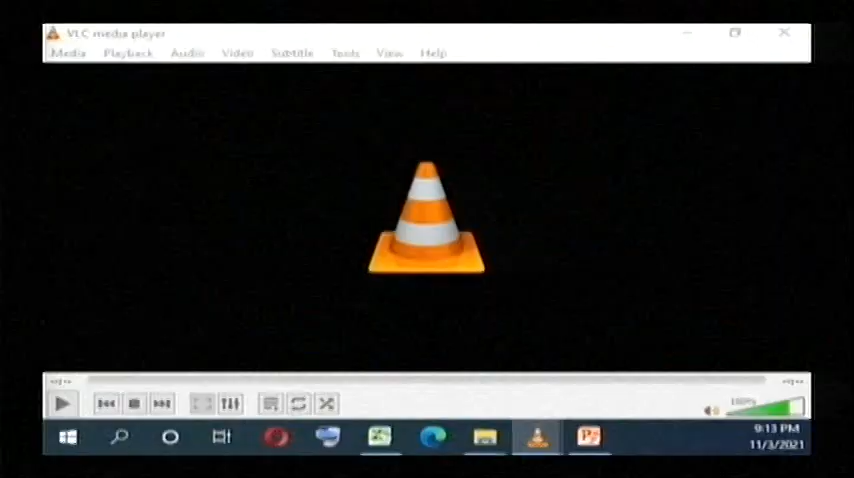 VLC media player
Media Playback Audio Video Subtitle Tools View Help
--:-- --:--
100%
9:13 PM
11/3/2021